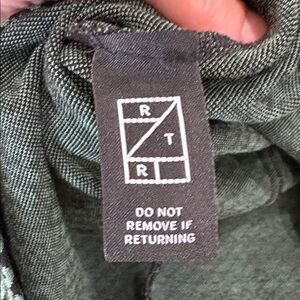 R
T
R
DO NOT
REMOVE IF
RETURNING